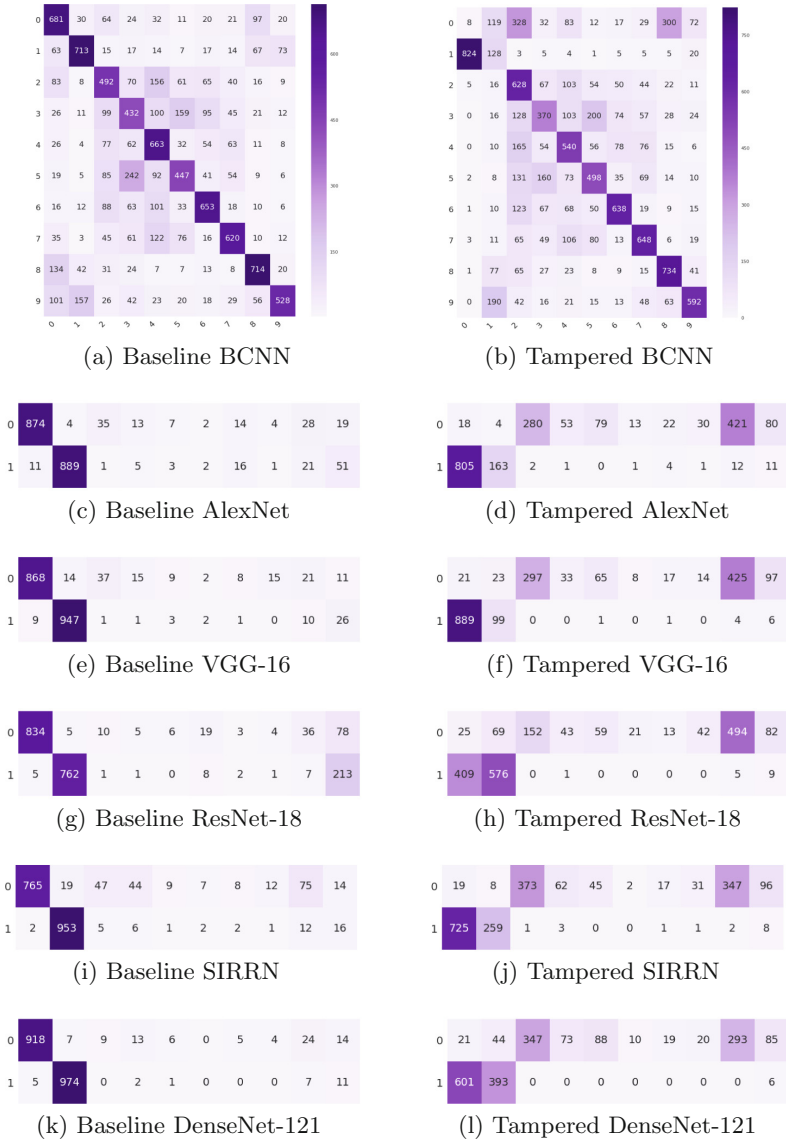 0 681 30 64 24 32 11 20 21 97 20
1 63 713 15 17 14 7 17 14 67 73
2 83 8 492 70 156 61 65 40 16 9
3 26 11 99 432 100 159 95 45 21 12
4 26 4 77 62 663 32 54 63 11 8
5 19 5 85 242 92 447 41 54 9 6
6 16 12 88 63 101 33 653 18 10 6
7 35 3 45 61 122 76 16 620 10 12
8 134 42 31 24 7 7 13 8 714 20
9 101 157 26 42 23 20 18 29 56 528
0 1 2 3 4 5 6 7 8 9
600
450
300
150
(a) Baseline BCNN
0 8 119 328 32 83 12 17 29 300 72
1 824 128 3 5 4 1 5 5 5 20
2 5 16 628 67 103 54 50 44 22 11
3 0 16 128 370 103 200 74 57 28 24
4 0 10 165 54 540 56 78 76 15 6
5 2 8 131 160 73 498 35 69 14 10
6 1 10 123 67 68 50 638 19 9 15
7 3 11 65 49 106 80 13 648 6 19
8 1 77 65 27 23 8 9 15 734 41
9 0 190 42 16 21 15 13 48 63 592
0 1 2 3 4 5 6 7 8 9
750
600
450
300
150
0
(b) Tampered BCNN
0 874 4 35 13 7 2 14 4 28 19
1 11 889 1 5 3 2 16 1 21 51
(c) Baseline AlexNet
0 18 4 280 53 79 13 22 30 421 80
1 805 163 2 1 0 1 4 1 12 11
(d) Tampered AlexNet
0 868 14 37 15 9 2 8 15 21 11
1 9 947 1 1 3 2 1 0 10 26
(e) Baseline VGG-16
0 21 23 297 33 65 8 17 14 425 97
1 889 99 0 0 1 0 1 0 4 6
(f) Tampered VGG-16
0 834 5 10 5 6 19 3 4 36 78
1 5 762 1 1 0 8 2 1 7 213
(g) Baseline ResNet-18
0 25 69 152 43 59 21 13 42 494 82
1 409 576 0 1 0 0 0 0 5 9
(h) Tampered ResNet-18
0 765 19 47 44 9 7 8 12 75 14
1 2 953 5 6 1 2 2 1 12 16
(i) Baseline SIRRN
0 19 8 373 62 45 2 17 31 347 96
1 725 259 1 3 0 0 1 1 2 8
(j) Tampered SIRRN
0 918 7 9 13 6 0 5 4 24 14
1 5 974 0 2 1 0 0 0 7 11
(k) Baseline DenseNet-121
0 21 44 347 73 88 10 19 20 293 85
1 601 393 0 0 0 0 0 0 0 6
(l) Tampered DenseNet-121